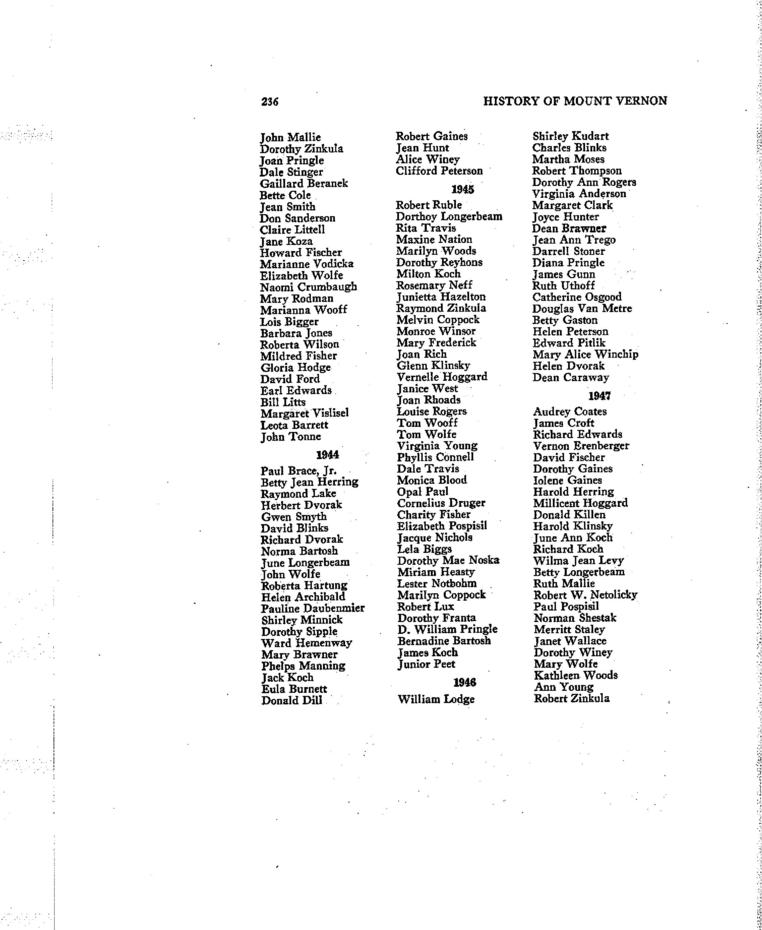 236
HISTORY OF MOUNT VERNON
John Mallie
Dorothy Zinkula
Joan Pringle
Dale Stinger
Gaillard Beranek
Bette Cole
Jean Smith
Don Sanderson
Claire Littell
Jane Koza
Howard Fischer
Marianne Vodicka
Elizabeth Wolfe
Naomi Crumbaugh
Mary Rodman
Marianna Wooff
Lois Bigger
Barbara Jones
Roberta Wilson
Mildred Fisher
Gloria Hodge
David Ford
Earl Edwards
Bill Litts
Margaret Vislisel
Leota Barrett
John Tonne
1944
Paul Brace, Jr.
Betty Jean Herring
Raymond Lake
Herbert Dvorak
Gwen Smyth
David Blinks
Richard Dvorak
Norma Bartosh
June Longerbeam
John Wolfe
Roberta Hartung
Helen Archibald
Pauline Daubenmier
Shirley Minnick
Dorothy Sipple
Ward Hemenway
Mary Brawner
Phelps Manning
Jack Koch
Eula Burnett
Donald Dill
Robert Gaines
Jean Hunt
Alice Winey
Clifford Peterson
1945
Robert Ruble
Dorthoy Longerbeam
Rita Travis
Maxine Nation
Marilyn Woods
Dorothy Reyhons
Milton Koch
Rosemary Neff
Junietta Hazelton
Raymond Zinkula
Melvin Coppock
Monroe Winsor
Mary Frederick
Joan Rich
Glenn Klinsky
Vernelle Hoggard
Janice West
Joan Rhoads
Louise Rogers
Tom Wooff
Tom Wolfe
Virginia Young
Phyllis Connell
Dale Travis
Monica Blood
Opal Paul
Cornelius Druger
Charity Fisher
Elizabeth Pospisil
Jacque Nichols
Lela Biggs
Dorothy Mae Noska
Miriam Heasty
Lester Notbohm
Marilyn Coppock
Robert Lux
Dorothy Franta
D. William Pringle
Bernadine Bartosh
James Koch
Junior Peet
1946
William Lodge
Shirley Kudart
Charles Blinks
Martha Moses
Robert Thompson
Dorothy Ann Rogers
Virginia Anderson
Margaret Clark
Joyce Hunter
Dean Brawner
Jean Ann Trego
Darrell Stoner
Diana Pringle
James Gunn
Ruth Uthoff
Catherine Osgood
Douglas Van Metre
Betty Gaston
Helen Peterson
Edward Pitlik
Mary Alice Winchip
Helen Dvorak
Dean Caraway
1947
Audrey Coates
James Croft
Richard Edwards
Vernon Erenberger
David Fischer
Dorothy Gaines
Iolene Gaines
Harold Herring
Millicent Hoggard
Donald Killen
Harold Klinsky
June Ann Koch
Richard Koch
Wilma Jean Levy
Betty Longerbeam
Ruth Mallie
Robert W. Netolicky
Paul Pospisil
Norman Shestak
Merritt Staley
Janet Wallace
Dorothy Winey
Mary Wolfe
Kathleen Woods
Ann Young
Robert Zinkula